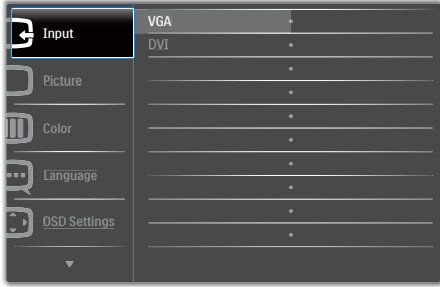 Input
Picture
Color
Language
OSD Settings
VGA
DVI